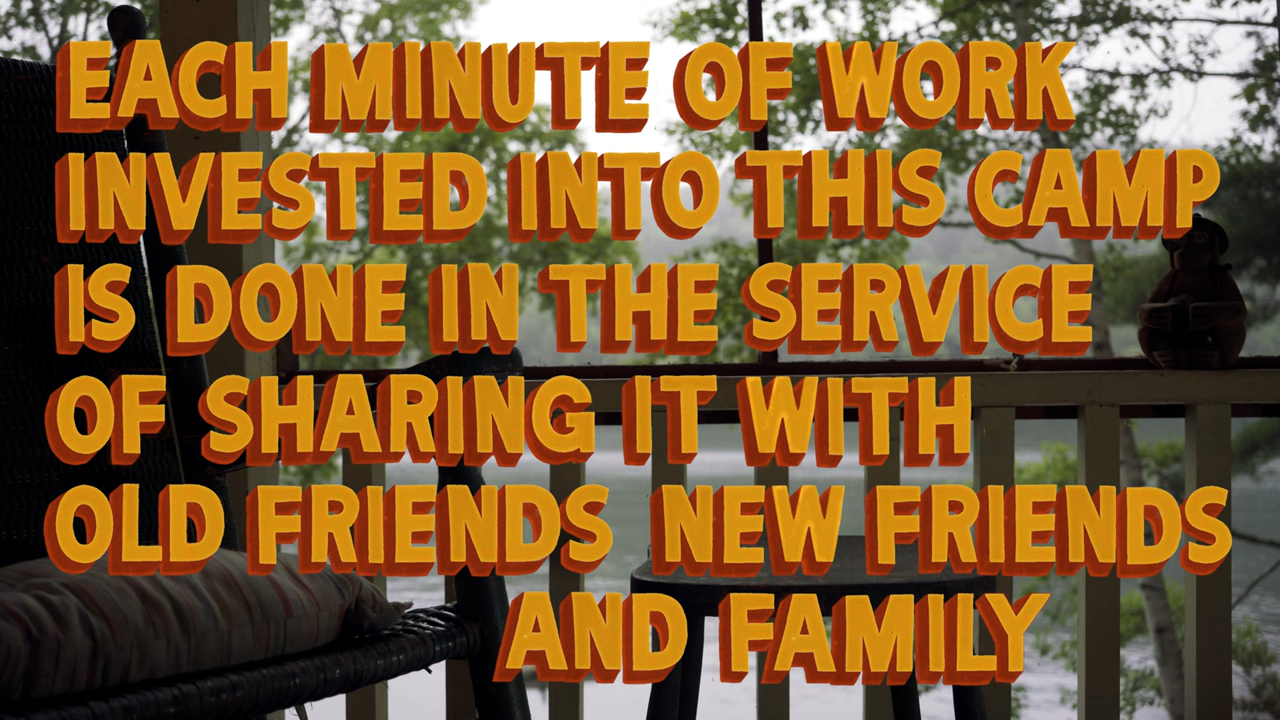 EACH MINUTE OF WORK
INVESTED INTO THIS CAMP
IS DONE IN THE SERVICE
OF SHARING IT WITH
OLD FRIENDS NEW FRIENDS
AND FAMILY